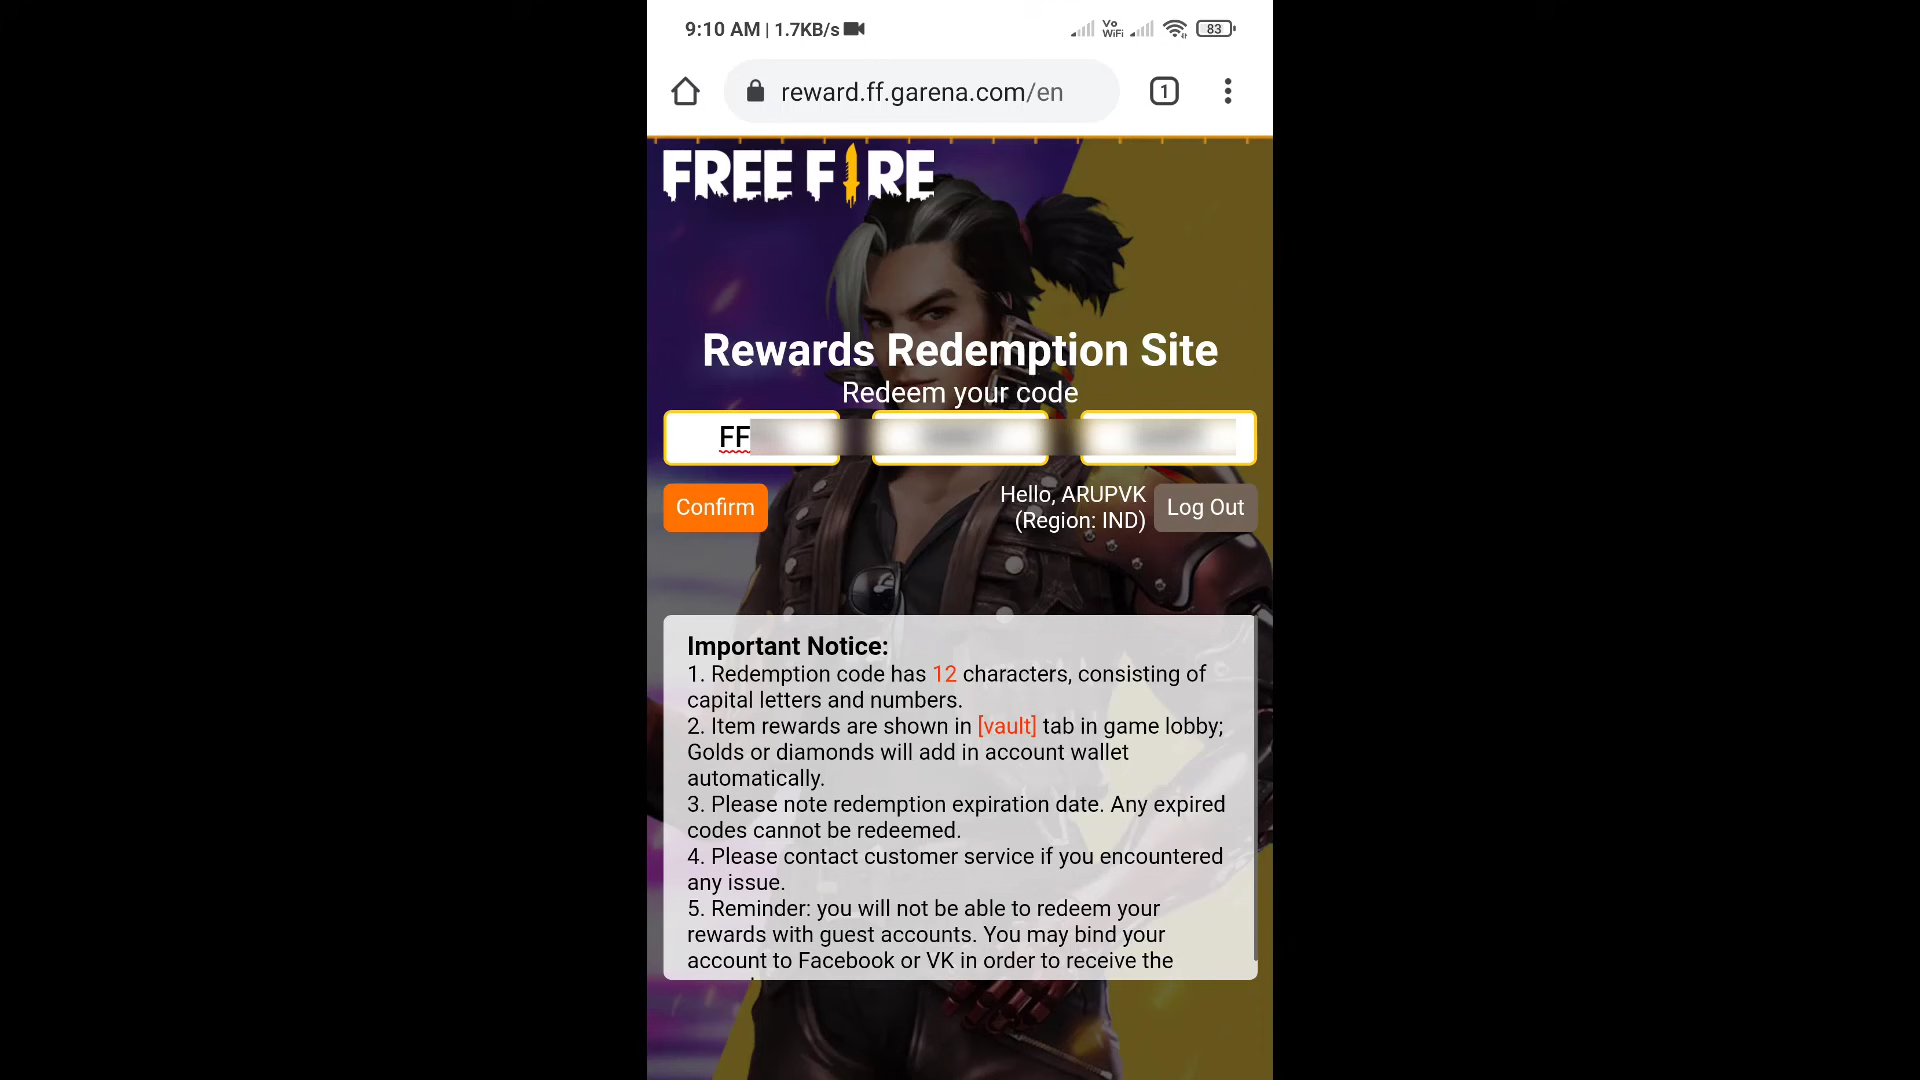 9:10 AM | 1.7KB/s
Vo WiFi
83
reward.ff.garena.com/en
1
FREE FIRE
Rewards Redemption Site
Redeem your code
FF
Confirm
Hello, ARUPVK
(Region: IND)
Log Out
Important Notice:
1. Redemption code has 12 characters, consisting of
capital letters and numbers.
2. Item rewards are shown in [vault] tab in game lobby;
Golds or diamonds will add in account wallet
automatically.
3. Please note redemption expiration date. Any expired
codes cannot be redeemed.
4. Please contact customer service if you encountered
any issue.
5. Reminder: you will not be able to redeem your
rewards with guest accounts. You may bind your
account to Facebook or VK in order to receive the